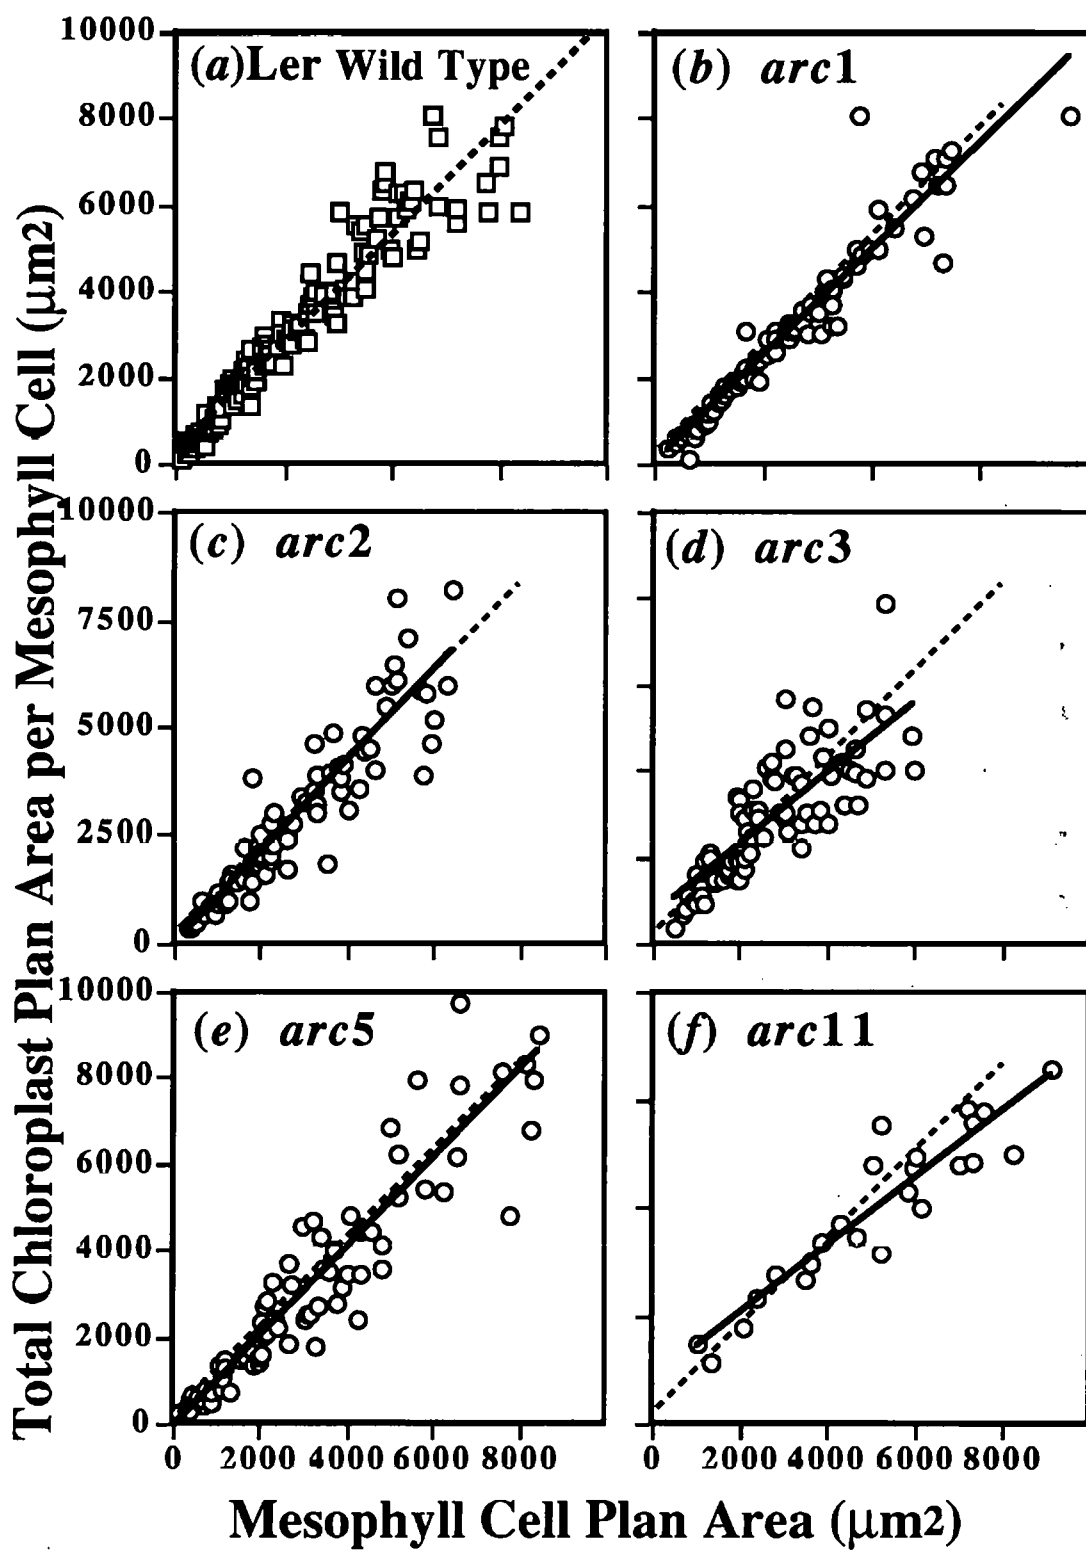 Total Chloroplast Plan Area per Mesophyll Cell (μm2)
10000
8000
6000
4000
2000
0
(a)Ler Wild Type
(b) arc1
10000
7500
5000
2500
0
(c) arc2
(d) arc3
10000
8000
6000
4000
2000
0
(e) arc5
(f) arc11
0 2000 4000 6000 8000
0 2000 4000 6000 8000
Mesophyll Cell Plan Area (μm2)